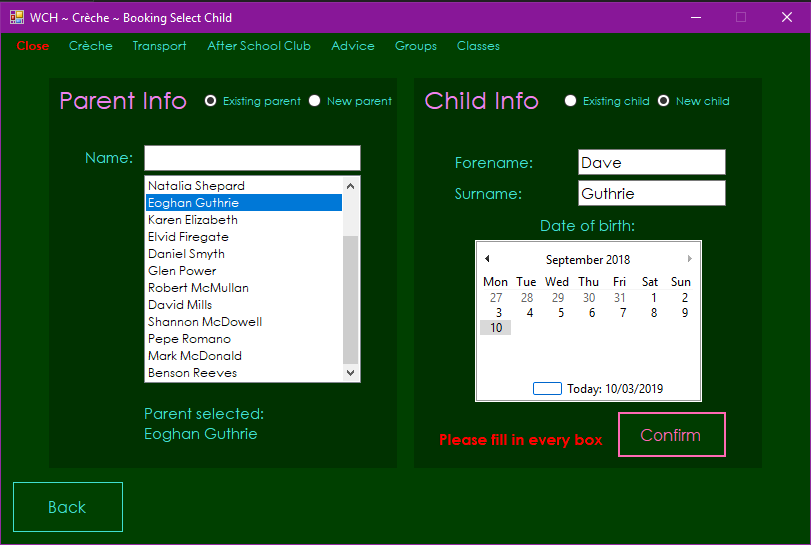 WCH ~ Crèche ~ Booking Select Child
Close Crèche Transport After School Club Advice Groups Classes
Parent Info Existing parent New parent
Name:
Natalia Shepard
Eoghan Guthrie
Karen Elizabeth
Elvid Firegate
Daniel Smyth
Glen Power
Robert McMullan
David Mills
Shannon McDowell
Pepe Romano
Mark McDonald
Benson Reeves
Parent selected:
Eoghan Guthrie
Child Info Existing child New child
Forename: Dave
Surname: Guthrie
Date of birth:
September 2018
Mon Tue Wed Thu Fri Sat Sun
27 28 29 30 31 1 2
3 4 5 6 7 8 9
10
Today: 10/03/2019
Please fill in every box Confirm
Back